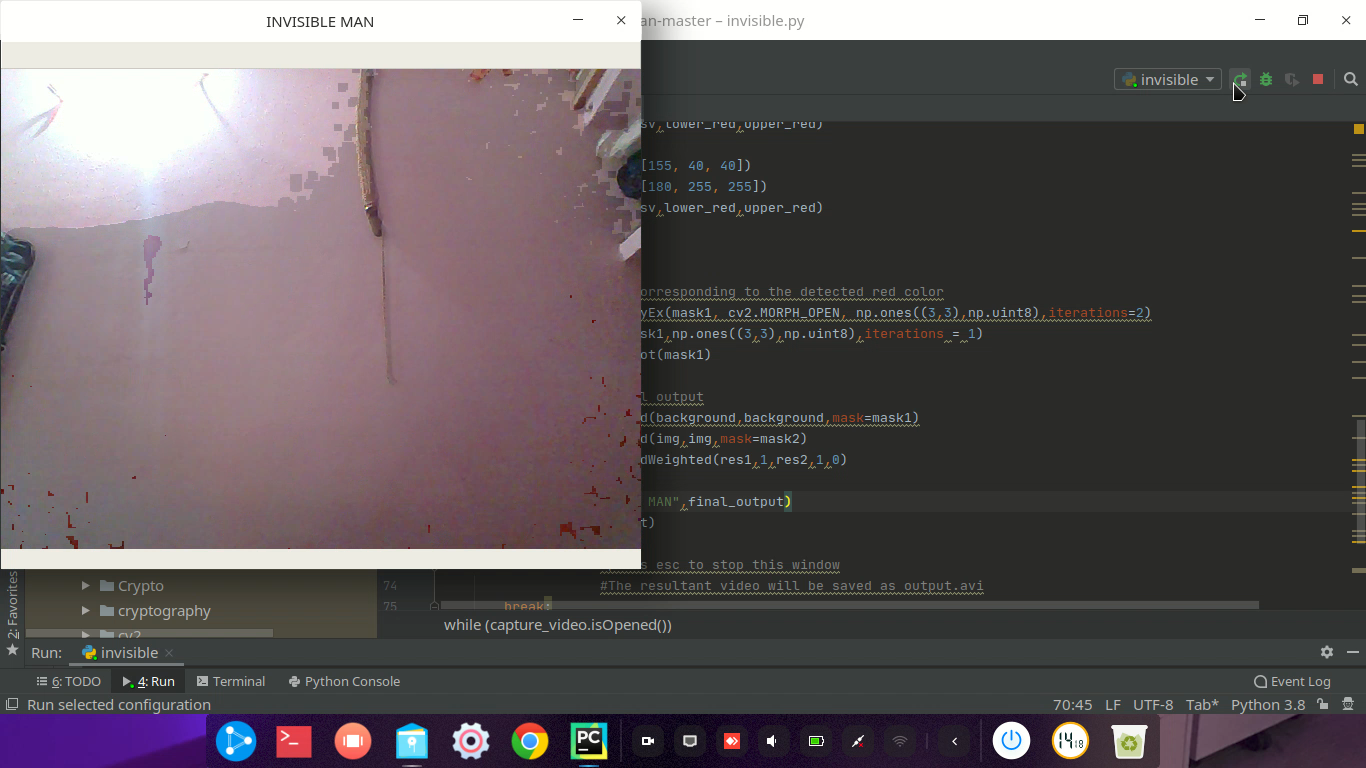 INVISIBLE MAN
an-master – invisible.py
invisible
sv,lower_red,upper_red)
[155, 40, 40])
[180, 255, 255])
sv,lower_red,upper_red)
orresponding to the detected red color
yEx(mask1, cv2.MORPH_OPEN, np.ones((3,3),np.uint8),iterations=2)
sk1,np.ones((3,3),np.uint8),iterations = 1)
ot(mask1)
l output
d(background,background,mask=mask1)
d(img,img,mask=mask2)
dWeighted(res1,1,res2,1,0)
MAN",final_output)
t)
s esc to stop this window
74 #The resultant video will be saved as output.avi
75 break;
Crypto
cryptography
cv2
2: Favorites
while (capture_video.isOpened())
Run: invisible
6: TODO 4: Run Terminal Python Console Event Log
Run selected configuration 70:45 LF UTF-8 Tab* Python 3.8
PC
14 18